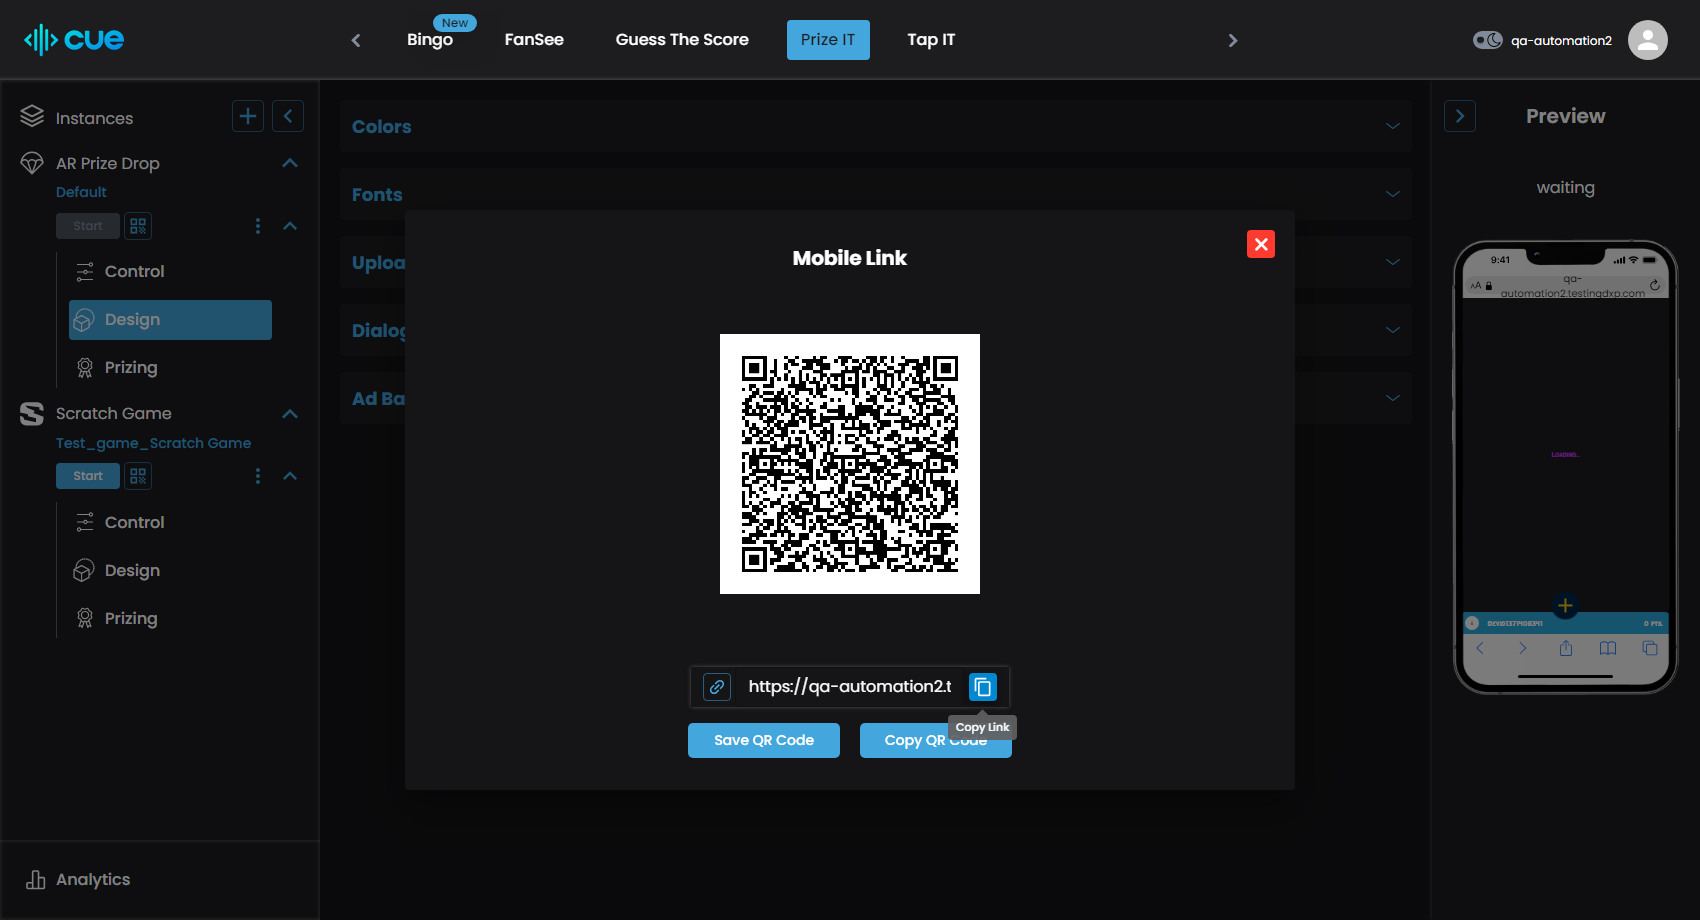 cue
Bingo
New
FanSee
Guess The Score
Prize IT
Tap IT
qa-automation2
Instances
AR Prize Drop
Default
Start
Control
Design
Prizing
Scratch Game
Test_game_Scratch Game
Start
Control
Design
Prizing
Analytics
Colors
Fonts
Uploa
Dialog
Ad Ba
Mobile Link
https://qa-automation2.t
Copy Link
Save QR Code
Copy QR Code
Preview
waiting
9:41
AA
qa-
automation2.testingdxp.com
LOADING..
0 PTS.